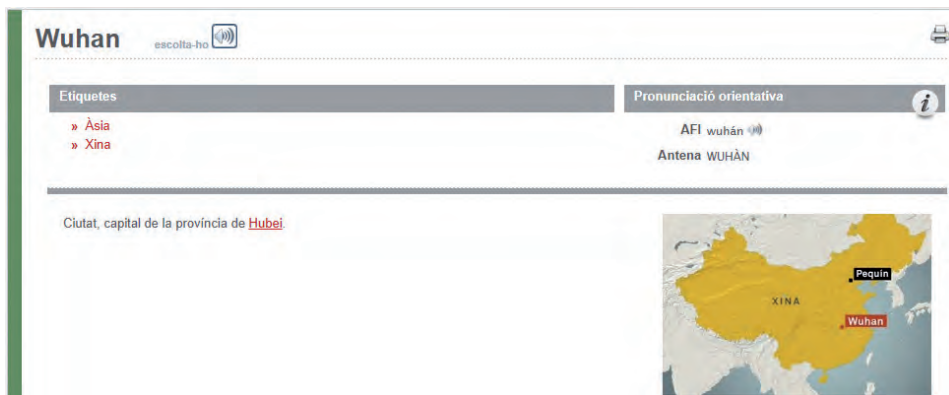 Wuhan escolta-ho
Etiquetes
» Àsia
» Xina
Pronunciació orientativa
i
AFI wuhán
Antena WUHÀN
Ciutat, capital de la província de Hubei.
Pequín
XINA
Wuhan